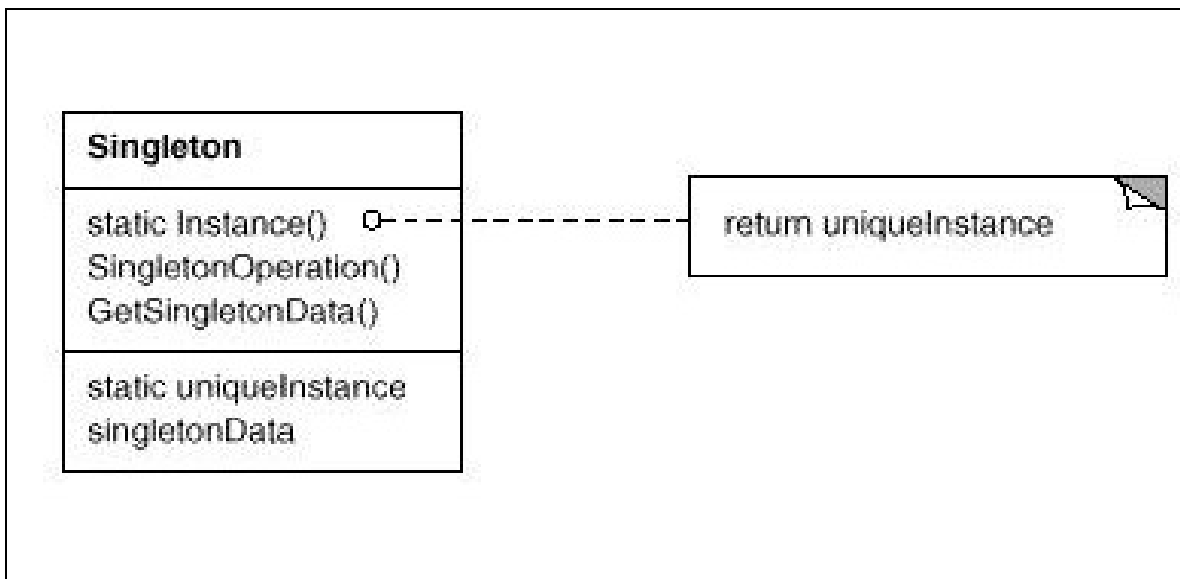 Singleton
static Instance()
return uniqueInstance
SingletonOperation()
GetSingletonData()
static uniqueInstance
singletonData